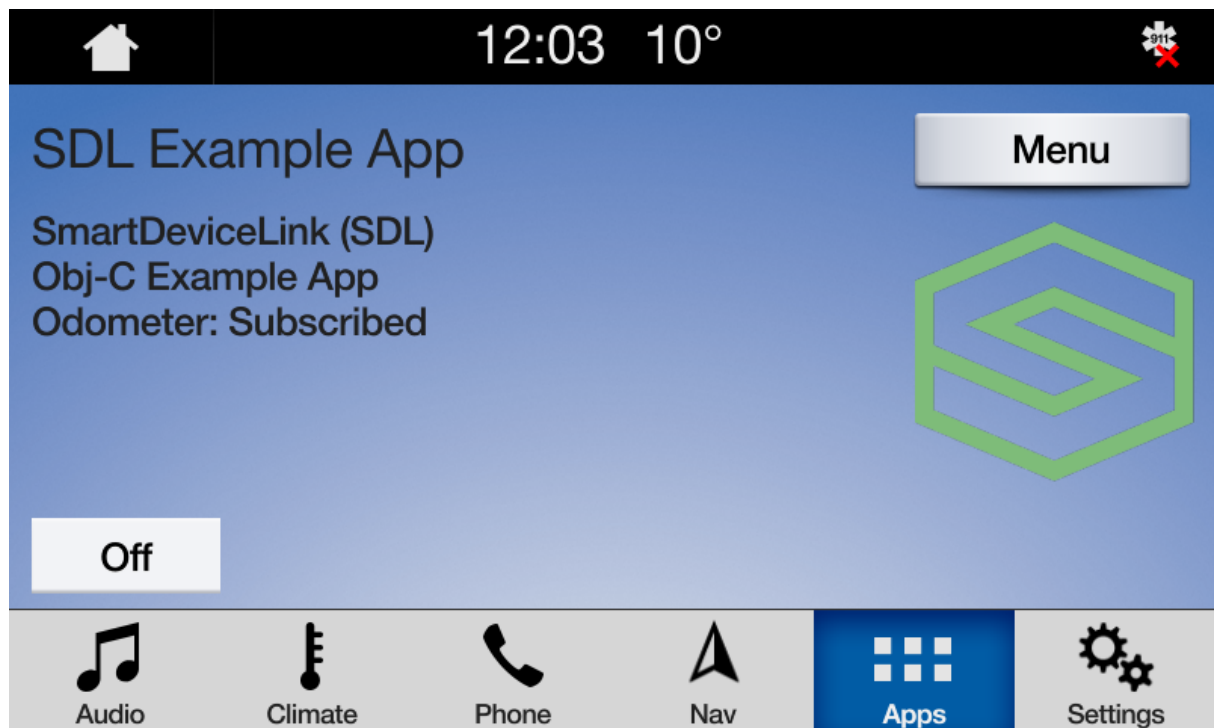 12:03 10°
911
SDL Example App
Menu
SmartDeviceLink (SDL)
Obj-C Example App
Odometer: Subscribed
Off
Audio Climate Phone Nav Apps Settings